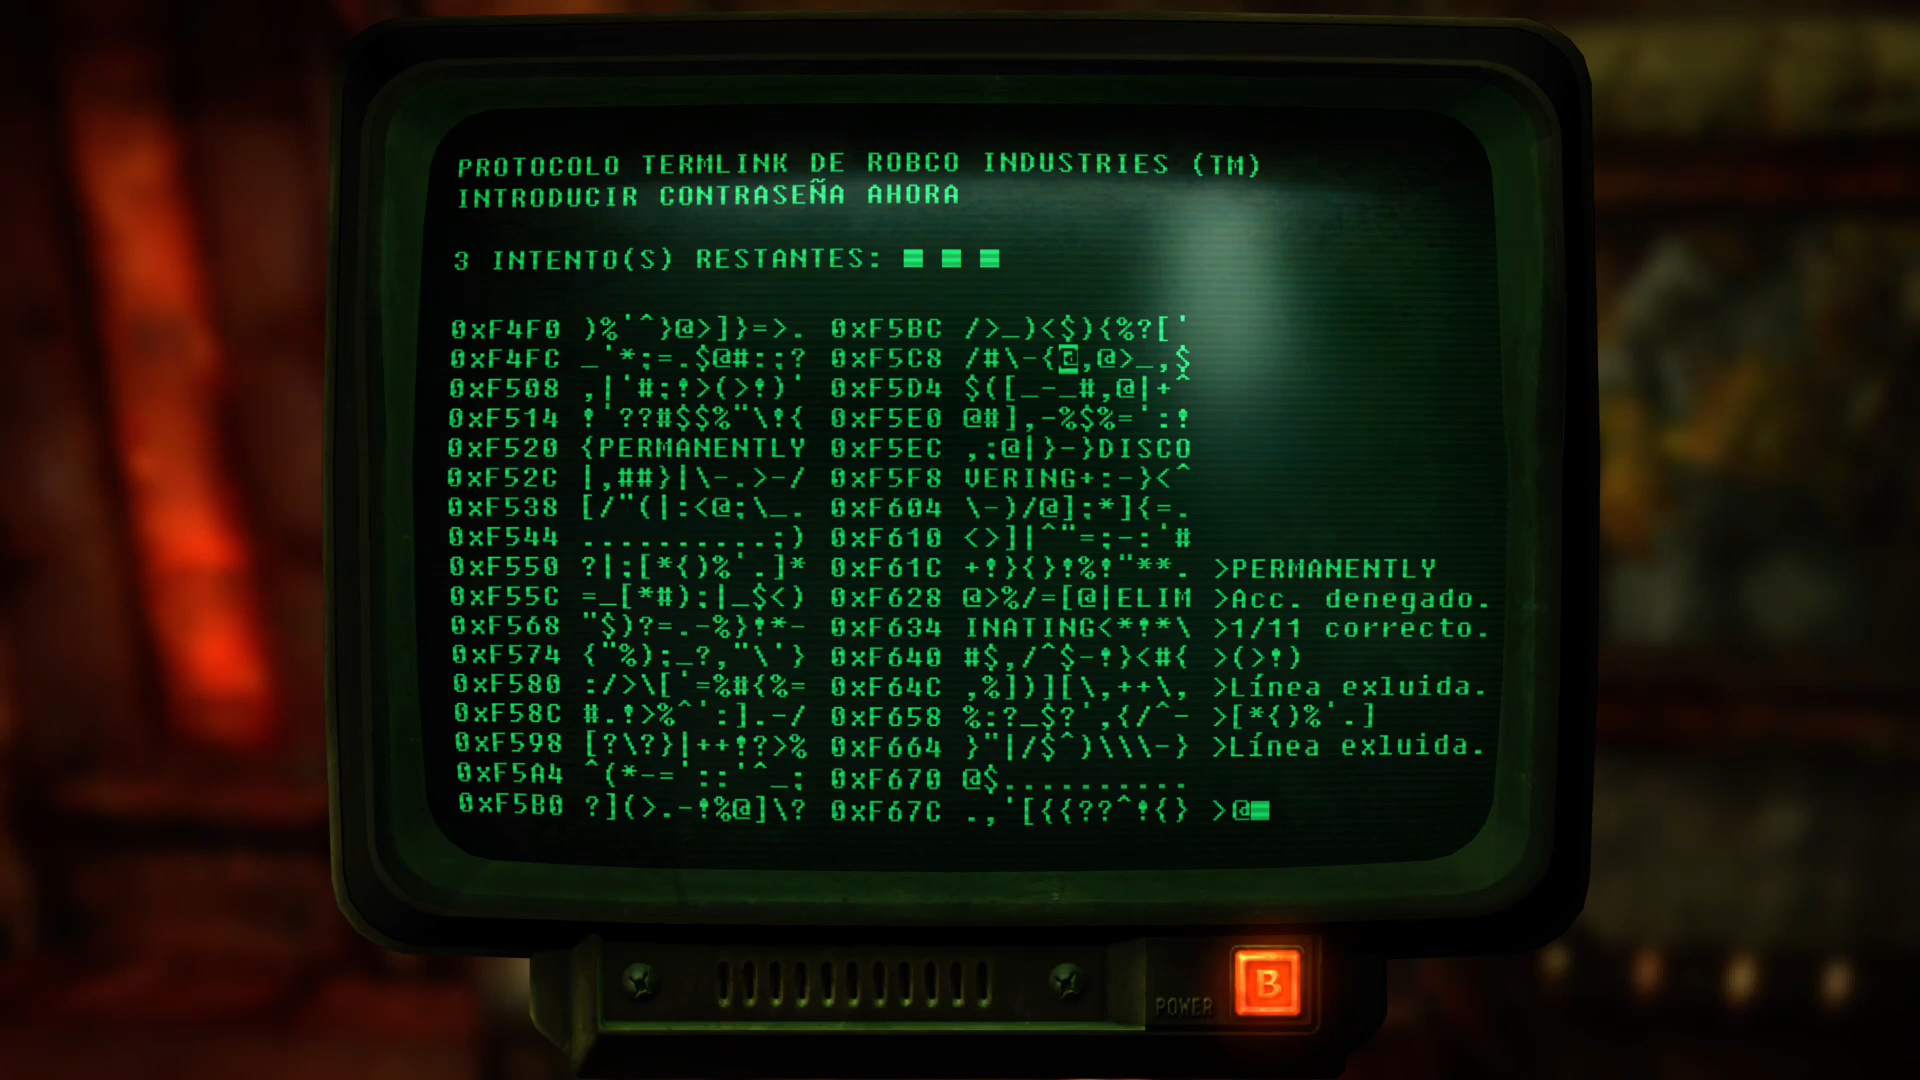 PROTOCOLO TERMLINK DE ROBCO INDUSTRIES (TM)
INTRODUCIR CONTRASEÑA AHORA
3 INTENTO(S) RESTANTES: ■ ■ ■
0xF4F0 )%'^}@>]}=>. 0xF5BC />_)<$){%?['
0xF4FC _'*;=.$@#:;? 0xF5C8 /#\-{@,@>_,$
0xF508 ,|'#;!>(>!)' 0xF5D4 $([_-_#,@|+^
0xF514 !'??#$$%"\!{ 0xF5E0 @#],-%$%=':!
0xF520 {PERMANENTLY 0xF5EC ,:@|}-}DISCO
0xF52C |,##}|\-.>-/ 0xF5F8 VERING+:-}<^
0xF538 [/"(|:<@;\_. 0xF604 \-)/@]:*]{=.
0xF544 ..........;) 0xF610 <>]|^"=;-:'#
0xF550 ?|;[*{)%'.]* 0xF61C +!}{}!%!"**. >PERMANENTLY
0xF55C =_[*#);|_$<) 0xF628 @>%/=[@|ELIM >Acc. denegado.
0xF568 "$)?=.-%}!*- 0xF634 INATING<*!*\ >1/11 correcto.
0xF574 {"%);_?,"\'} 0xF640 #$,/^$-!}<#{ >(>!)
0xF580 :/>\['=%#{%= 0xF64C ,%])][\,++\, >Línea exluida.
0xF58C #.!>%^':].-/ 0xF658 %:?_$?',{/^- >[*{)%'.]
0xF598 [?\?}|++!?>% 0xF664 }"|/$^)\\\-} >Línea exluida.
0xF5A4 ^(*-='::'^_; 0xF670 @$..........
0xF5B0 ?](>.-!%@]\? 0xF67C .,'[{{??^!{} >@■
POWER
B